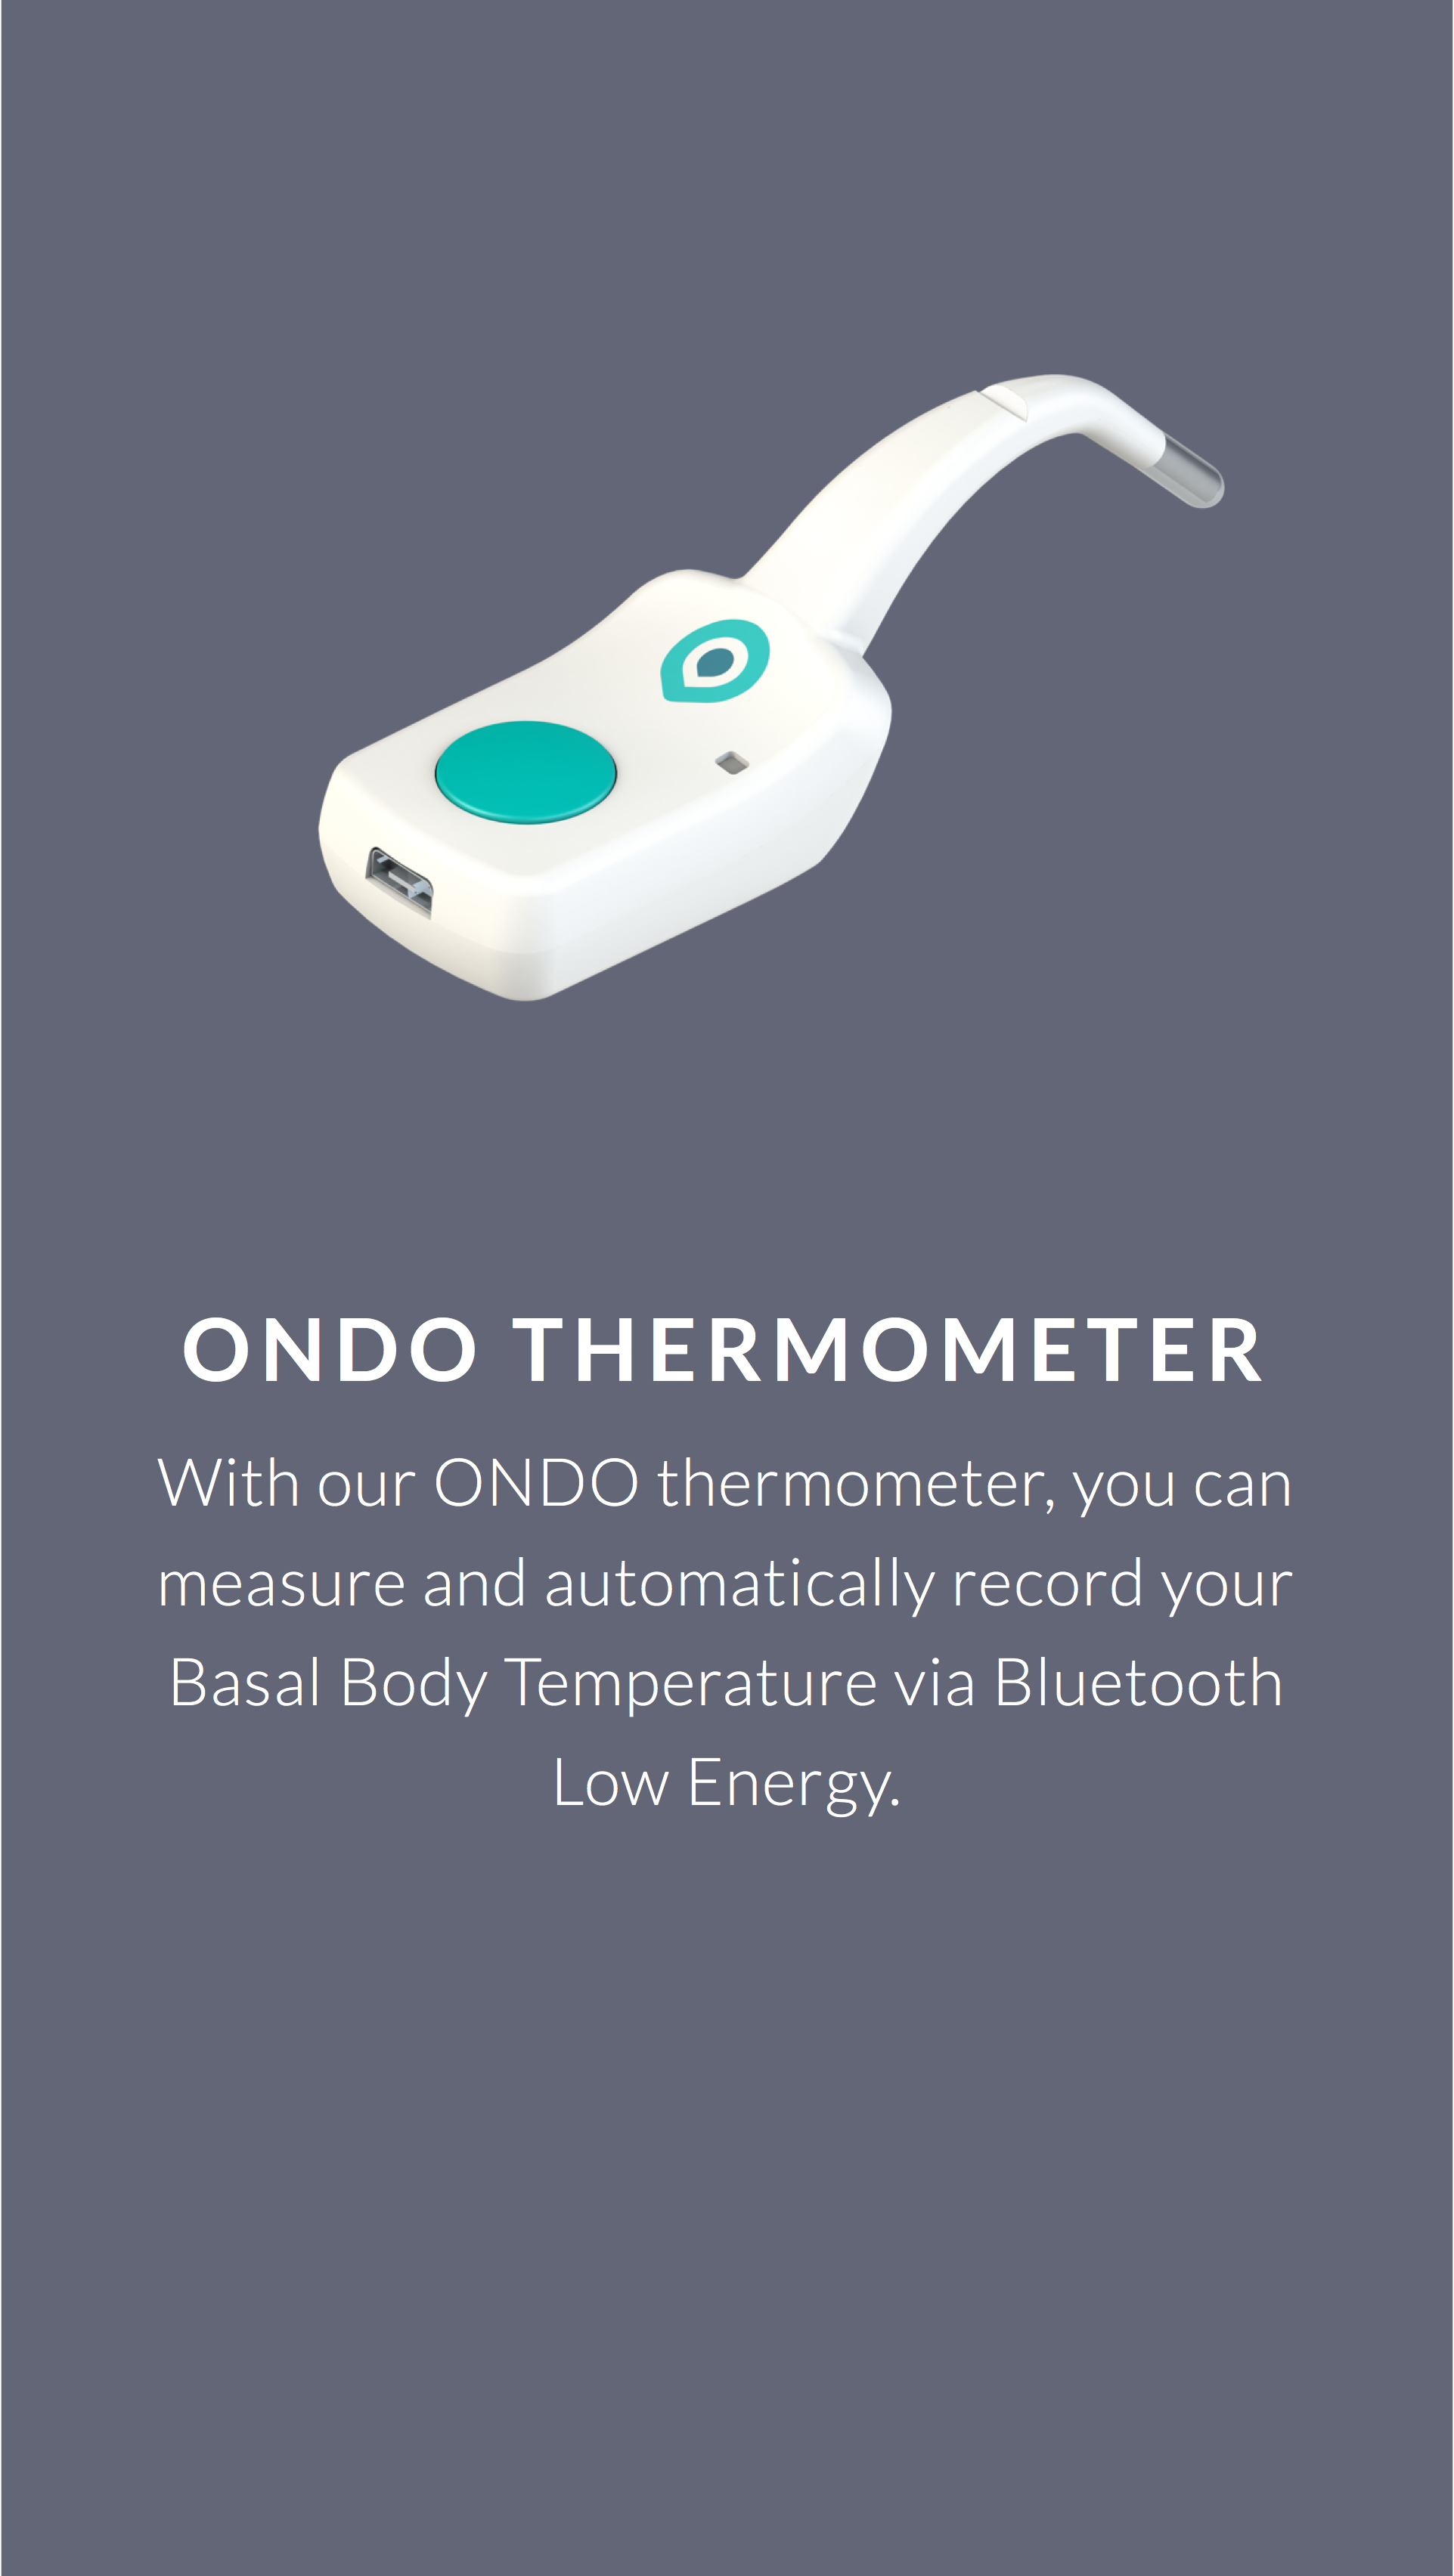 ONDO THERMOMETER
With our ONDO thermometer, you can
measure and automatically record your
Basal Body Temperature via Bluetooth
Low Energy.